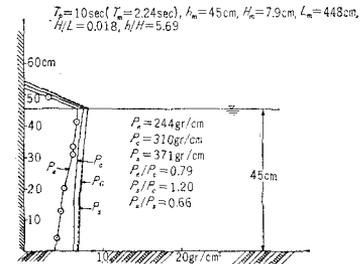 T_p=10sec(T_m=2.24sec), h_m=45cm, H_m=7.9cm, L_m=448cm,
H/L=0.018, h/H=5.69
60cm
50
40
30
20
10
P_e=244gr/cm
P_c=310gr/cm
P_s=371gr/cm
P_e/P_c=0.79
P_s/P_c=1.20
P_e/P_s=0.66
45cm
P_e
P_c
P_G
P_s
10
20gr/cm²